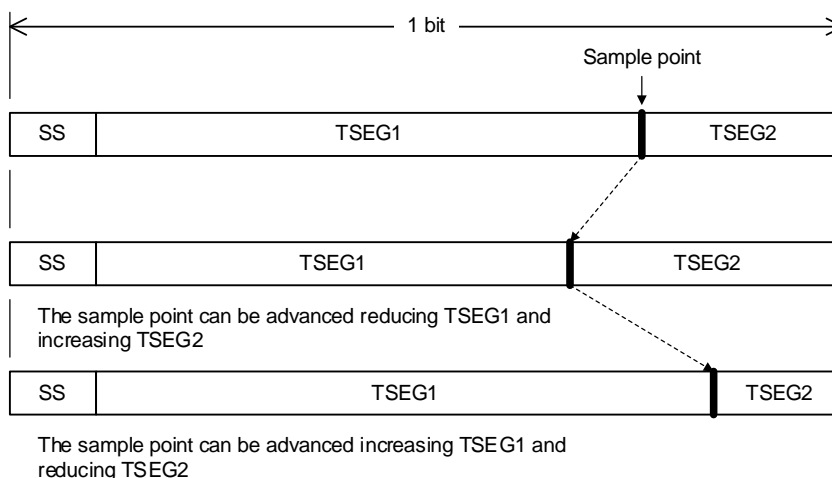 1 bit
Sample point
SS TSEG1 TSEG2
SS TSEG1 TSEG2
The sample point can be advanced reducing TSEG1 and
increasing TSEG2
SS TSEG1 TSEG2
The sample point can be advanced increasing TSEG1 and
reducing TSEG2